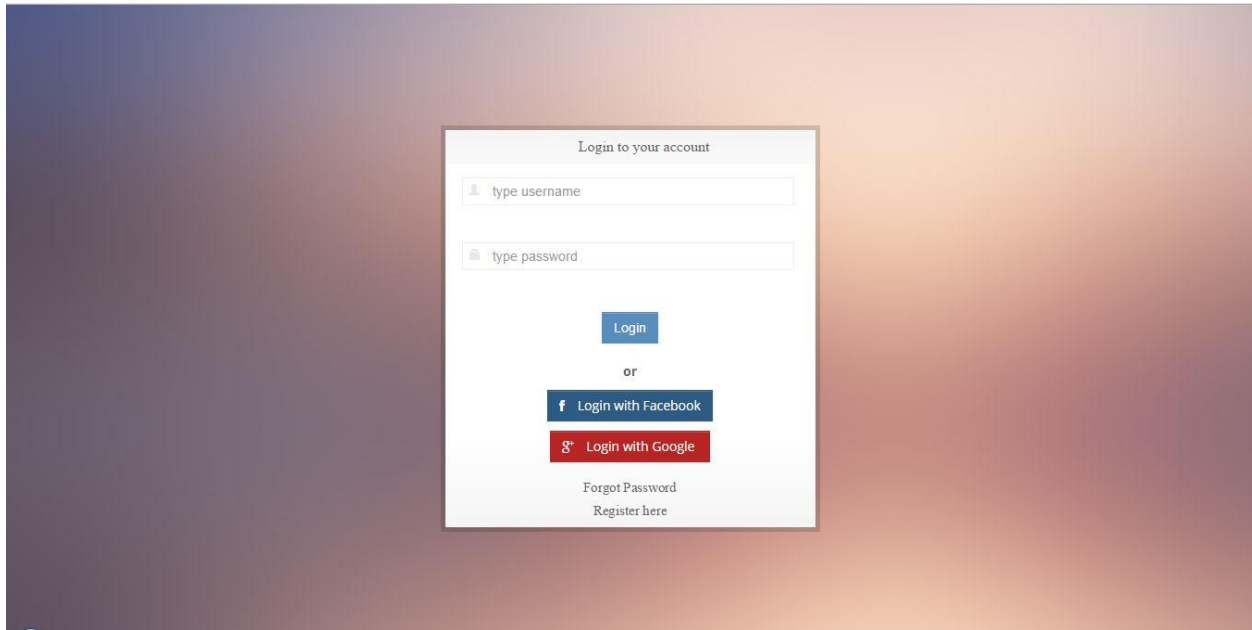 Login to your account
type username
type password
Login
or
f Login with Facebook
g+ Login with Google
Forgot Password
Register here